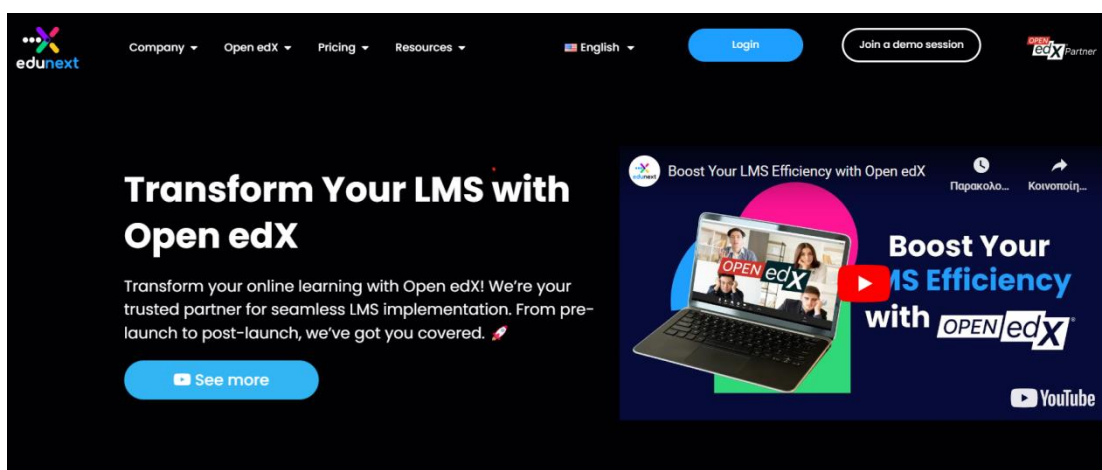 edunext
Company
Open edX
Pricing
Resources
English
Login
Join a demo session
OPEN edX Partner
Transform Your LMS with
Open edX
Transform your online learning with Open edX! We're your
trusted partner for seamless LMS implementation. From pre-
launch to post-launch, we've got you covered. 🚀
See more
edunext
Boost Your LMS Efficiency with Open edX
Παρακολο...
Κοινοποίη...
OPEN edX
Boost Your
MS Efficiency
with OPEN edX
YouTube